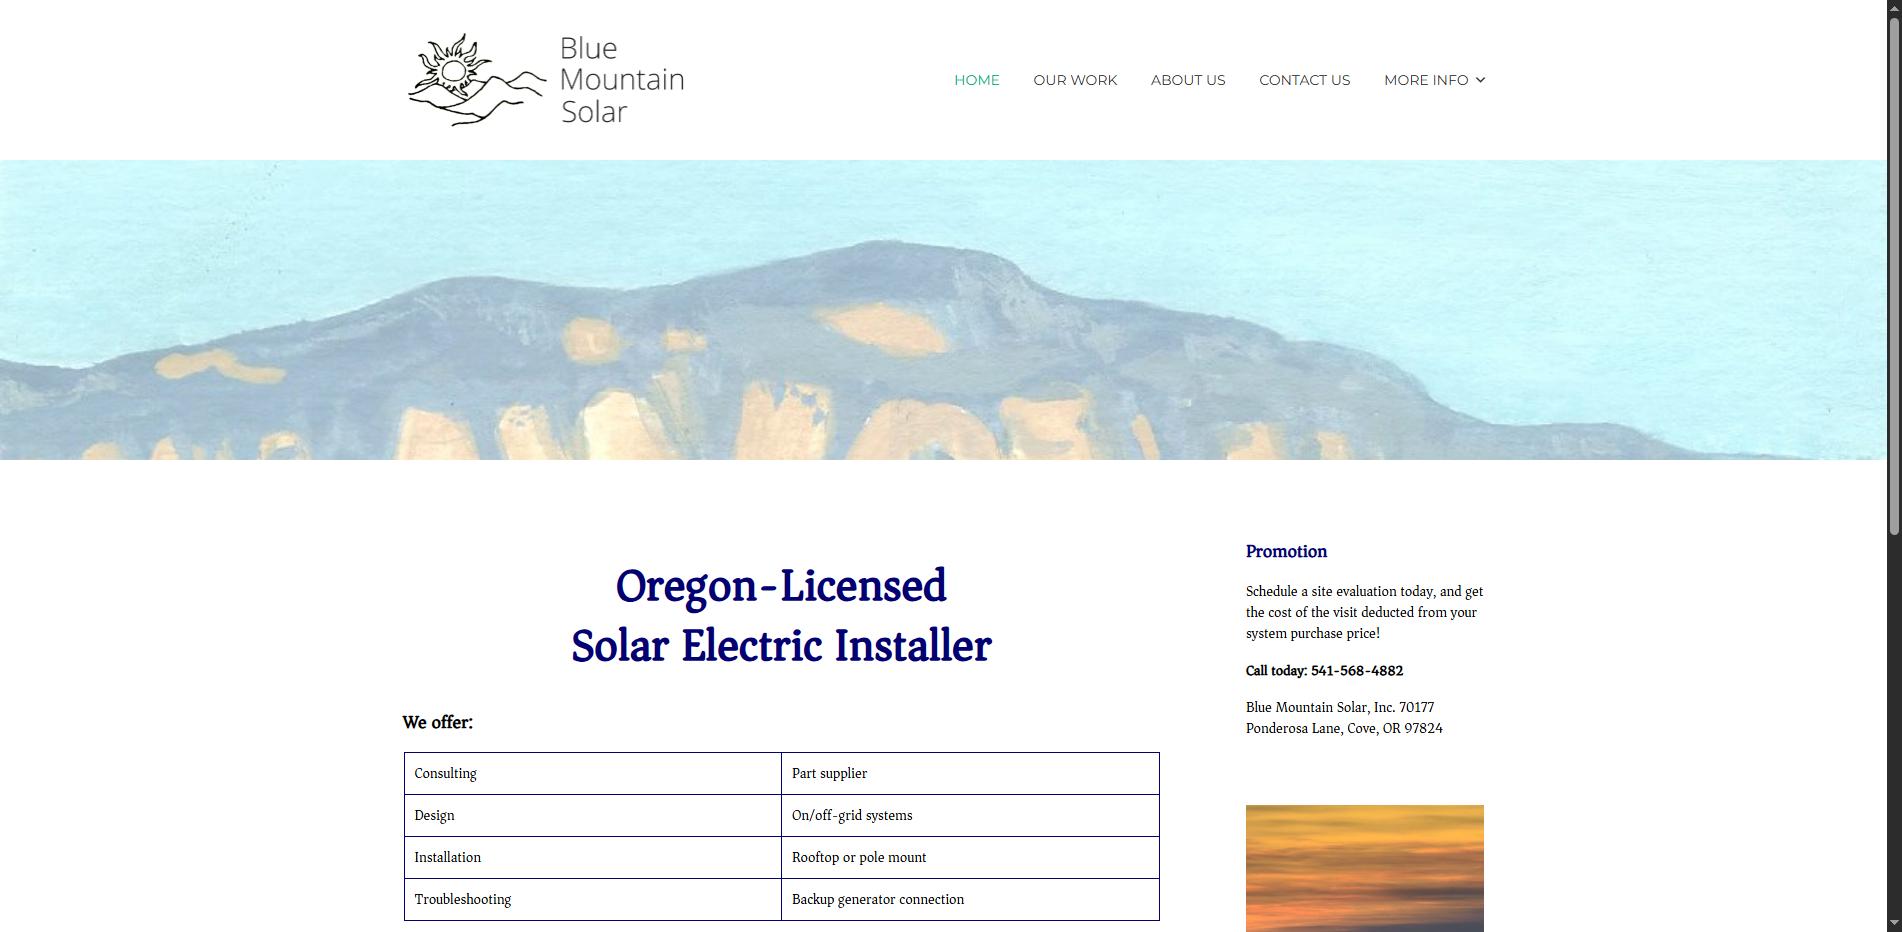 Blue
Mountain
Solar
HOME
OUR WORK
ABOUT US
CONTACT US
MORE INFO
Oregon-Licensed
Solar Electric Installer
We offer:
Consulting
Part supplier
Design
On/off-grid systems
Installation
Rooftop or pole mount
Troubleshooting
Backup generator connection
Promotion
Schedule a site evaluation today, and get
the cost of the visit deducted from your
system purchase price!
Call today: 541-568-4882
Blue Mountain Solar, Inc. 70177
Ponderosa Lane, Cove, OR 97824